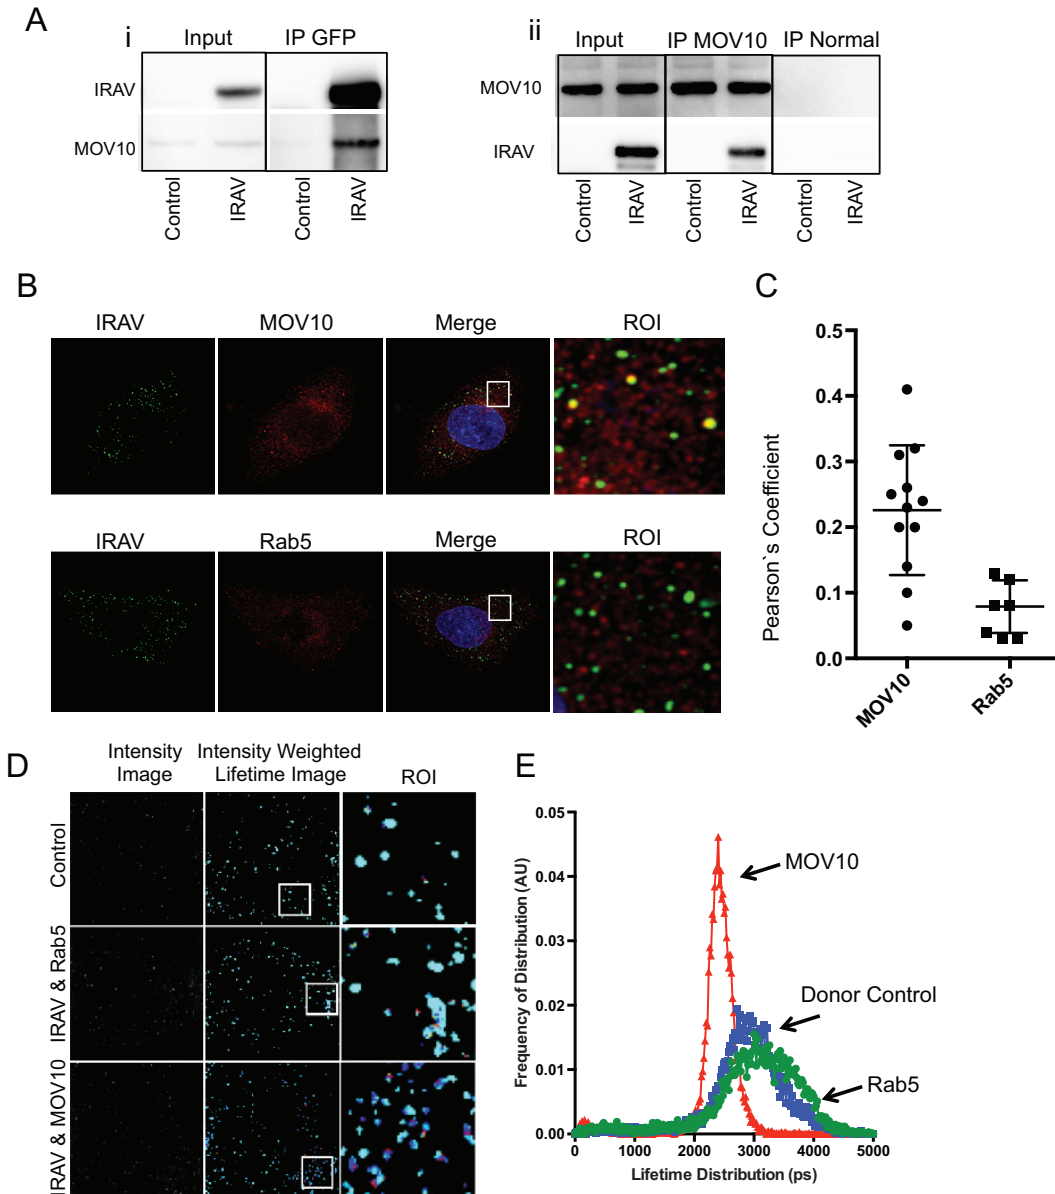 A
i
Input
IP GFP
IRAV
MOV10
Control
IRAV
Control
IRAV
ii
Input
IP MOV10
IP Normal
MOV10
IRAV
Control
IRAV
Control
IRAV
Control
IRAV
B
IRAV
MOV10
Merge
ROI
IRAV
Rab5
Merge
ROI
C
Pearson`s Coefficient
0.5
0.4
0.3
0.2
0.1
0.0
MOV10
Rab5
D
Intensity
Image
Intensity Weighted
Lifetime Image
ROI
Control
IRAV & Rab5
IRAV & MOV10
E
Frequency of Distribution (AU)
0.05
0.04
0.03
0.02
0.01
0.00
MOV10
Donor Control
Rab5
0
1000
2000
3000
4000
5000
Lifetime Distribution (ps)